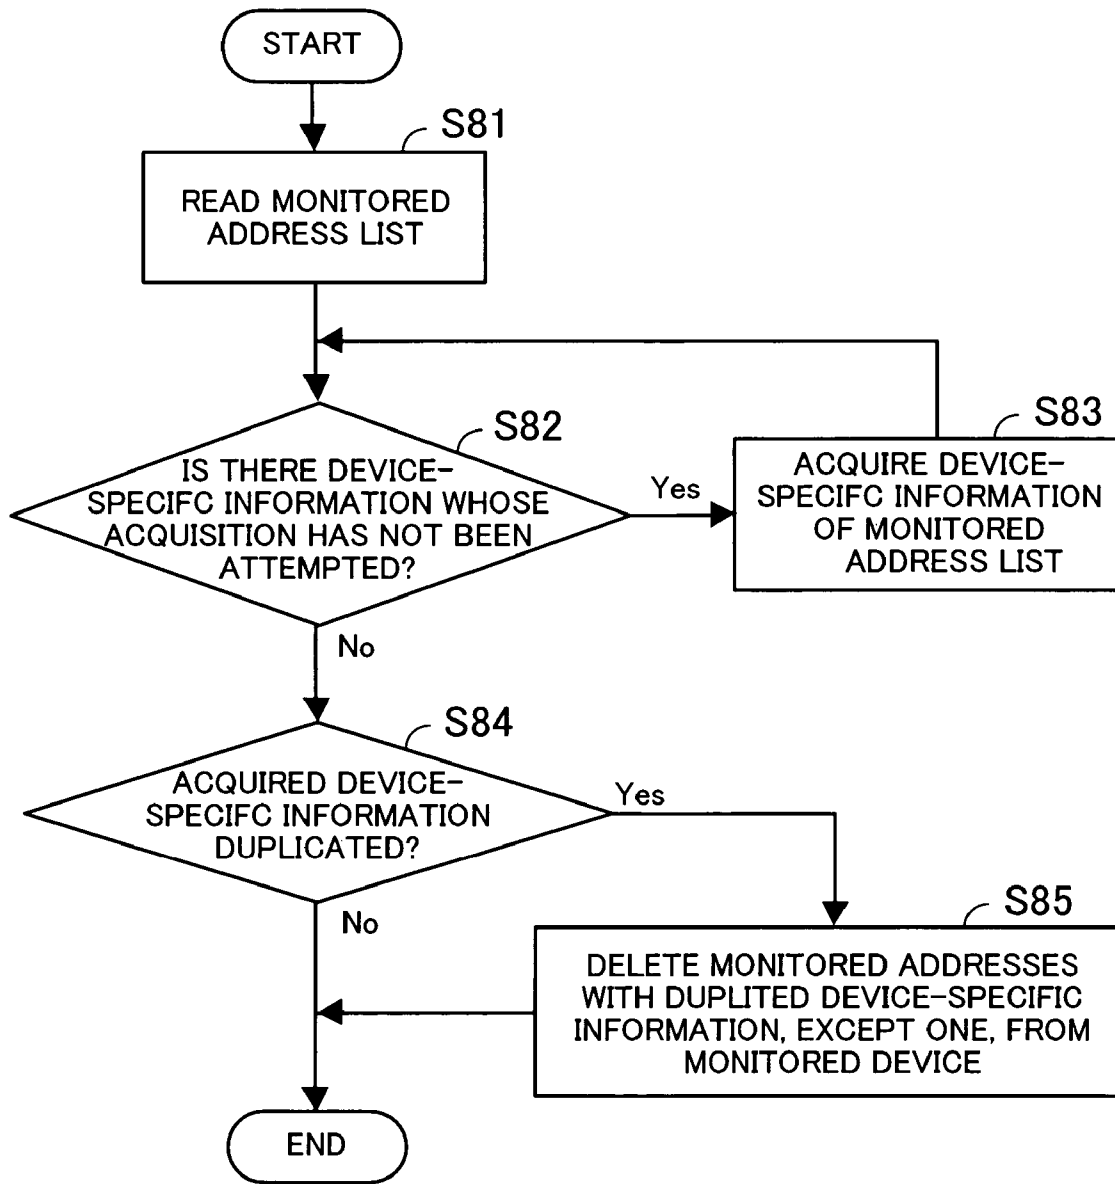 START
S81
READ MONITORED
ADDRESS LIST
S82
IS THERE DEVICE-
SPECIFC INFORMATION WHOSE
ACQUISITION HAS NOT BEEN
ATTEMPTED?
Yes
S83
ACQUIRE DEVICE-
SPECIFC INFORMATION
OF MONITORED
ADDRESS LIST
No
S84
ACQUIRED DEVICE-
SPECIFC INFORMATION
DUPLICATED?
Yes
No
S85
DELETE MONITORED ADDRESSES
WITH DUPLITED DEVICE-SPECIFIC
INFORMATION, EXCEPT ONE, FROM
MONITORED DEVICE
END